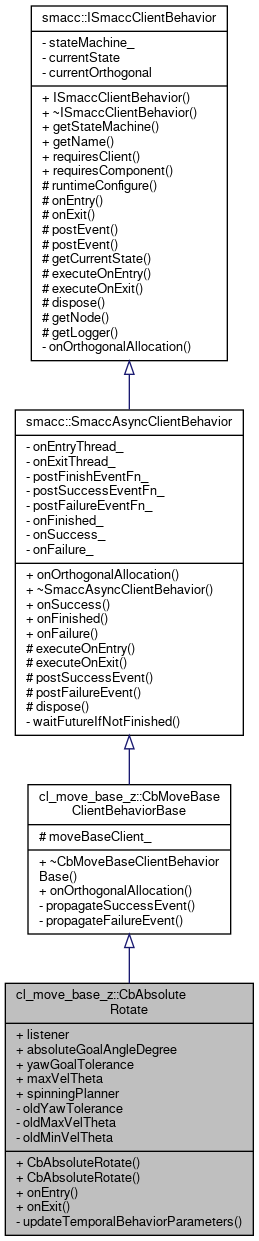 smacc::ISmaccClientBehavior
- stateMachine_
- currentState
- currentOrthogonal
+ ISmaccClientBehavior()
+ ~ISmaccClientBehavior()
+ getStateMachine()
+ getName()
+ requiresClient()
+ requiresComponent()
# runtimeConfigure()
# onEntry()
# onExit()
# postEvent()
# postEvent()
# getCurrentState()
# executeOnEntry()
# executeOnExit()
# dispose()
# getNode()
# getLogger()
- onOrthogonalAllocation()
smacc::SmaccAsyncClientBehavior
- onEntryThread_
- onExitThread_
- postFinishEventFn_
- postSuccessEventFn_
- postFailureEventFn_
- onFinished_
- onSuccess_
- onFailure_
+ onOrthogonalAllocation()
+ ~SmaccAsyncClientBehavior()
+ onSuccess()
+ onFinished()
+ onFailure()
# executeOnEntry()
# executeOnExit()
# postSuccessEvent()
# postFailureEvent()
# dispose()
- waitFutureIfNotFinished()
cl_move_base_z::CbMoveBase
ClientBehaviorBase
# moveBaseClient_
+ ~CbMoveBaseClientBehavior
Base()
+ onOrthogonalAllocation()
- propagateSuccessEvent()
- propagateFailureEvent()
cl_move_base_z::CbAbsolute
Rotate
+ listener
+ absoluteGoalAngleDegree
+ yawGoalTolerance
+ maxVelTheta
+ spinningPlanner
- oldYawTolerance
- oldMaxVelTheta
- oldMinVelTheta
+ CbAbsoluteRotate()
+ CbAbsoluteRotate()
+ onEntry()
+ onExit()
- updateTemporalBehaviorParameters()